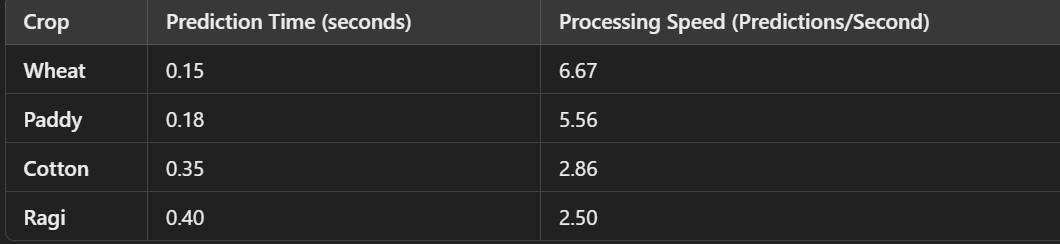 Crop Prediction Time (seconds) Processing Speed (Predictions/Second)
Wheat 0.15 6.67
Paddy 0.18 5.56
Cotton 0.35 2.86
Ragi 0.40 2.50